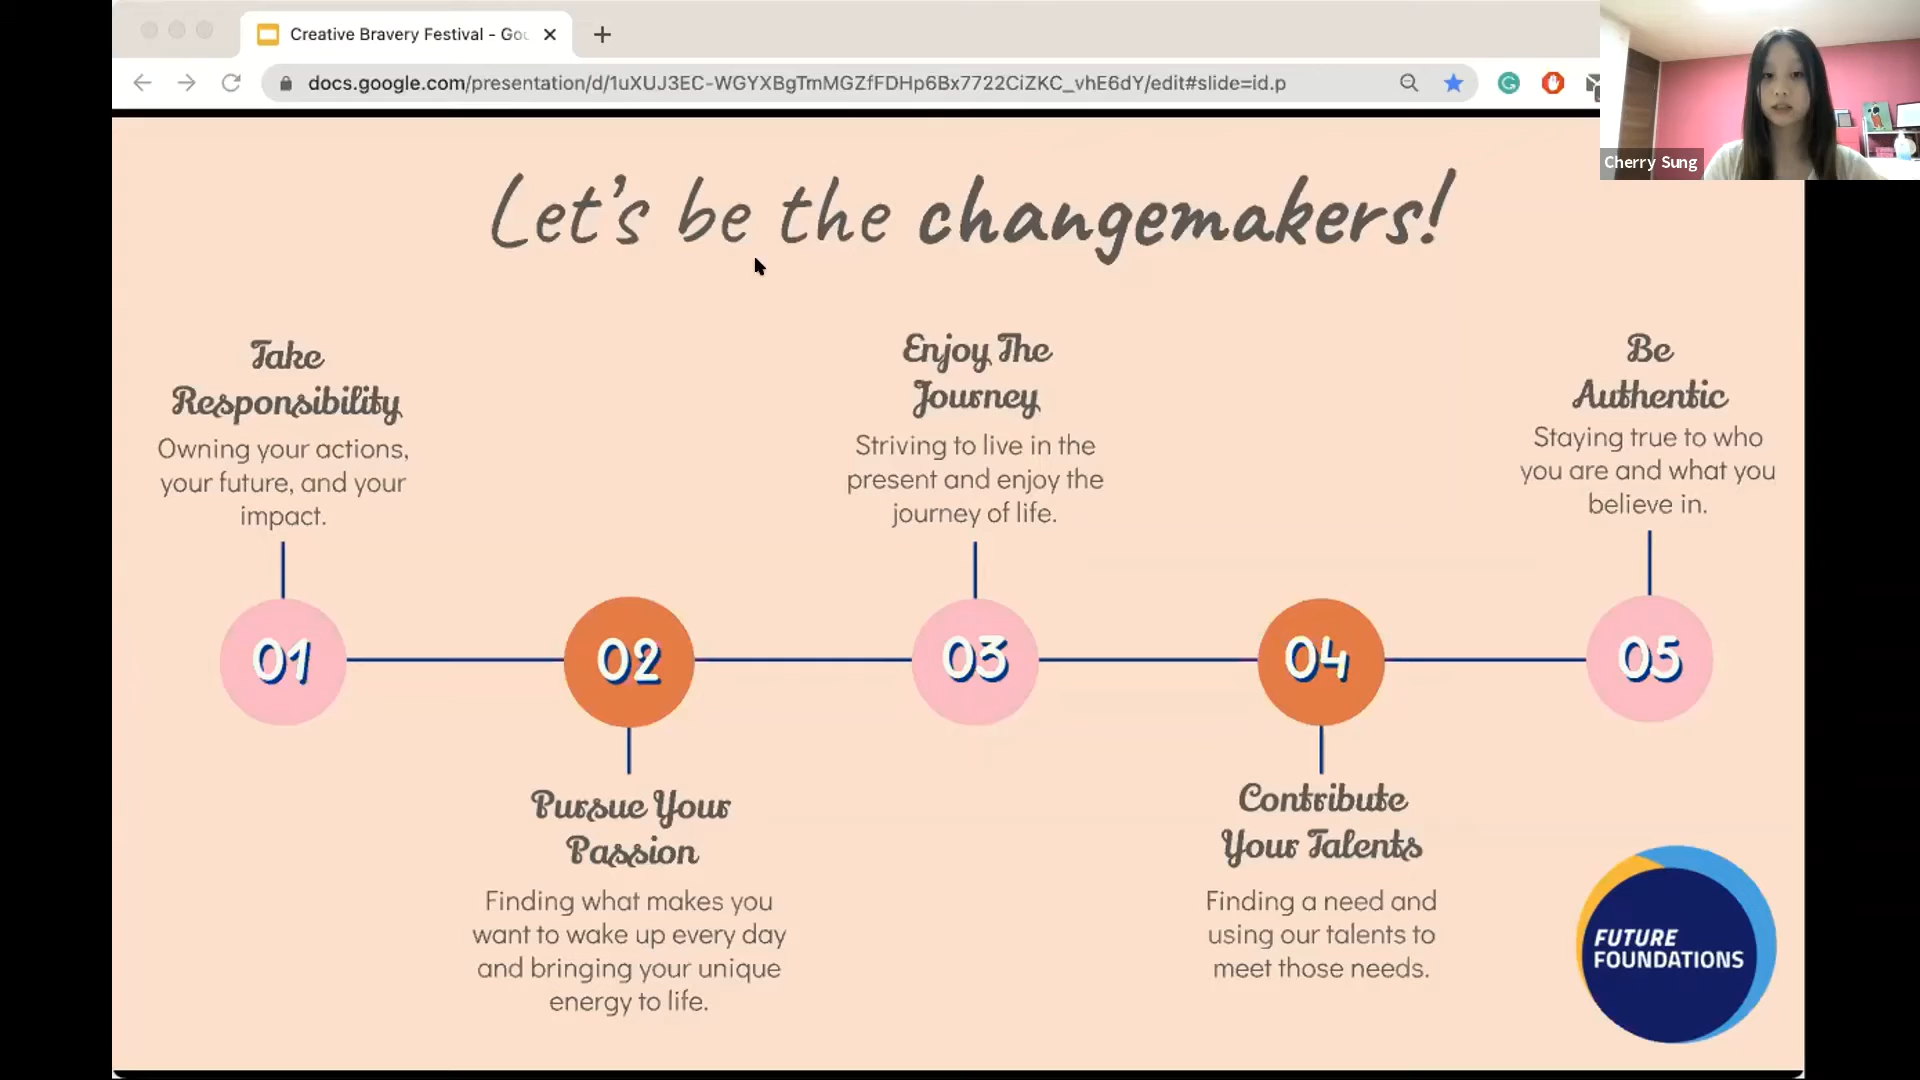 Creative Bravery Festival - Go
docs.google.com/presentation/d/1uXUJ3EC-WGYXBgTmMGZfFDHp6Bx7722CiZKC_vhE6dY/edit#slide=id.p
Cherry Sung
Let's be the changemakers!
Take
Responsibility
Owning your actions,
your future, and your
impact.
Enjoy The
Journey
Striving to live in the
present and enjoy the
journey of life.
Be
Authentic
Staying true to who
you are and what you
believe in.
01
02
03
04
05
Pursue Your
Passion
Finding what makes you
want to wake up every day
and bringing your unique
energy to life.
Contribute
Your Talents
Finding a need and
using our talents to
meet those needs.
FUTURE
FOUNDATIONS